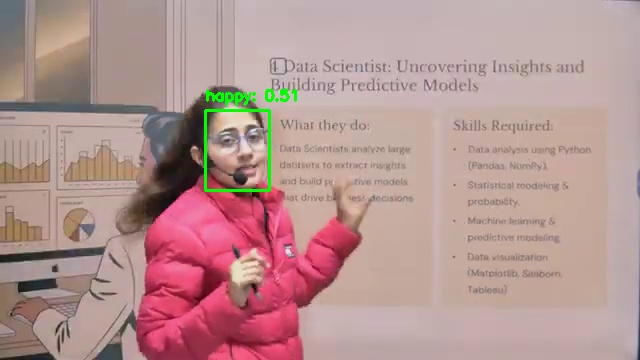 happy: 0.51
4 Data Scientist: Uncovering Insights and
Building Predictive Models
What they do:
Data Scientists analyze large
datasets to extract insights
and build predictive models
that drive business decisions
Skills Required:
• Data analysis using Python
(Pandas, NumPy).
• Statistical modeling &
probability.
• Machine learning &
predictive modeling
• Data visualization
(Matplotlib, Seaborn,
Tableau)